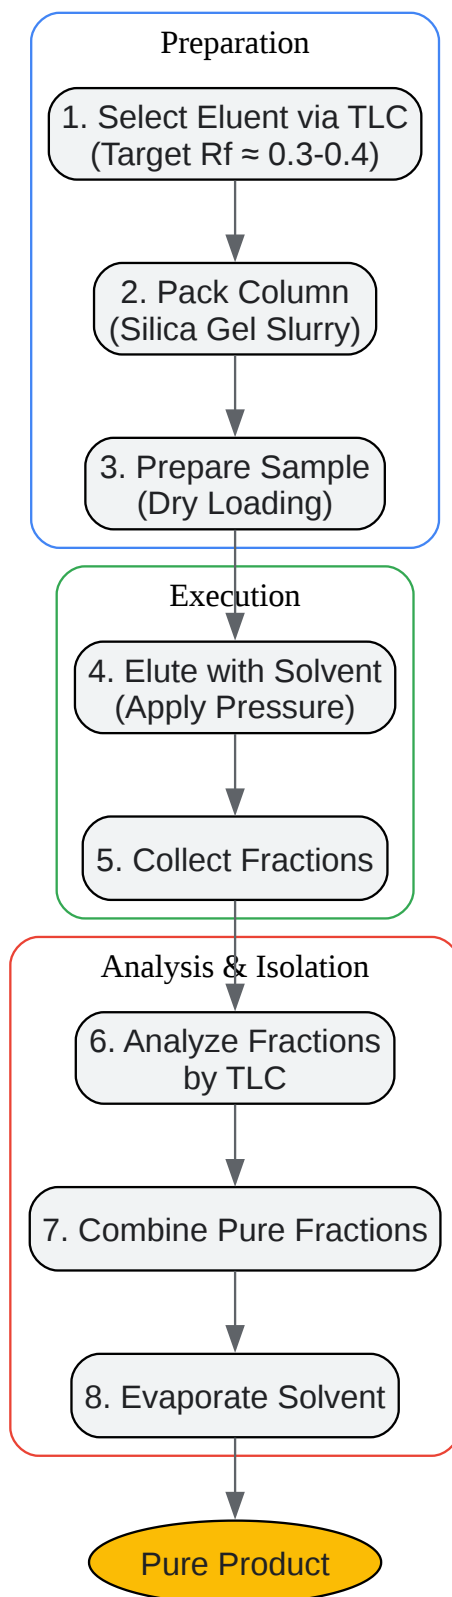 Preparation
1. Select Eluent via TLC
(Target Rf ≈ 0.3-0.4)
2. Pack Column
(Silica Gel Slurry)
3. Prepare Sample
(Dry Loading)
Execution
4. Elute with Solvent
(Apply Pressure)
5. Collect Fractions
Analysis & Isolation
6. Analyze Fractions
by TLC
7. Combine Pure Fractions
8. Evaporate Solvent
Pure Product